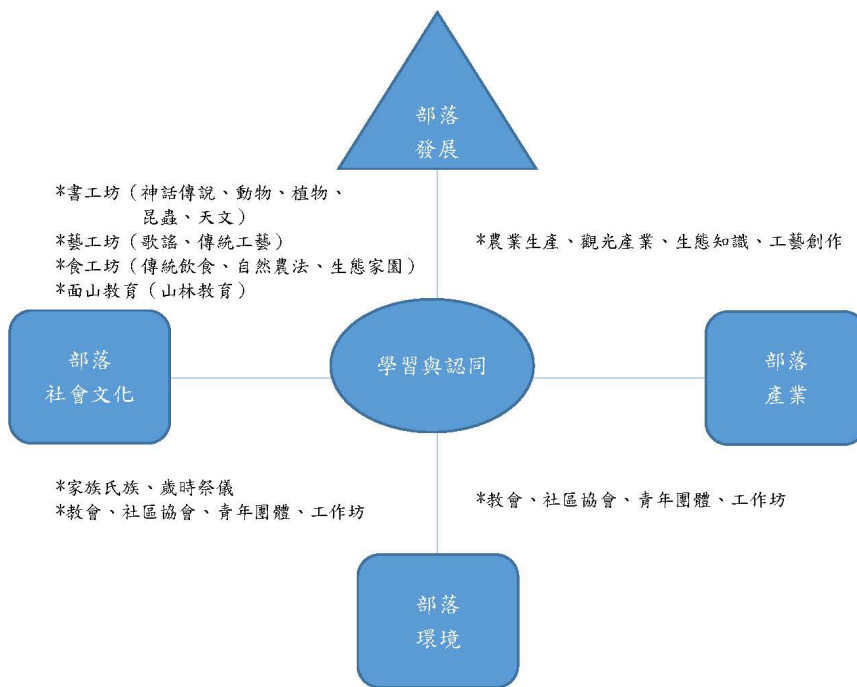 部落
發展
*書工坊（神話傳說、動物、植物、
昆蟲、天文）
*藝工坊（歌謠、傳統工藝）
*食工坊（傳統飲食、自然農法、生態家園）
*面山教育（山林教育）
*農業生產、觀光產業、生態知識、工藝創作
部落
社會文化
學習與認同
部落
產業
*家族氏族、歲時祭儀
*教會、社區協會、青年團體、工作坊
*教會、社區協會、青年團體、工作坊
部落
環境